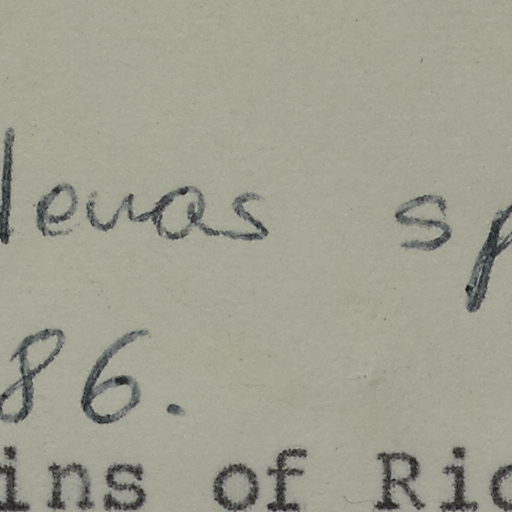 levas sp
86.
ins of Ric